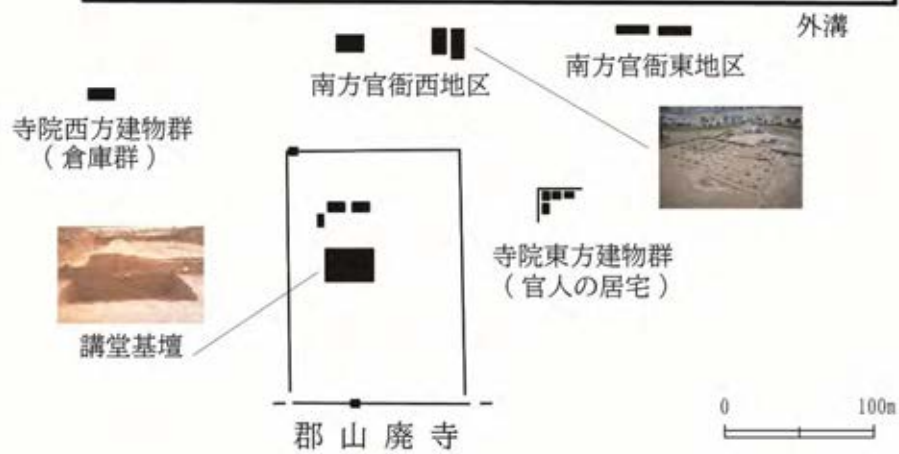 外溝
南方官衙西地区
南方官衙東地区
寺院西方建物群
（倉庫群）
寺院東方建物群
（官人の居宅）
講堂基壇
0 100m
郡山廃寺